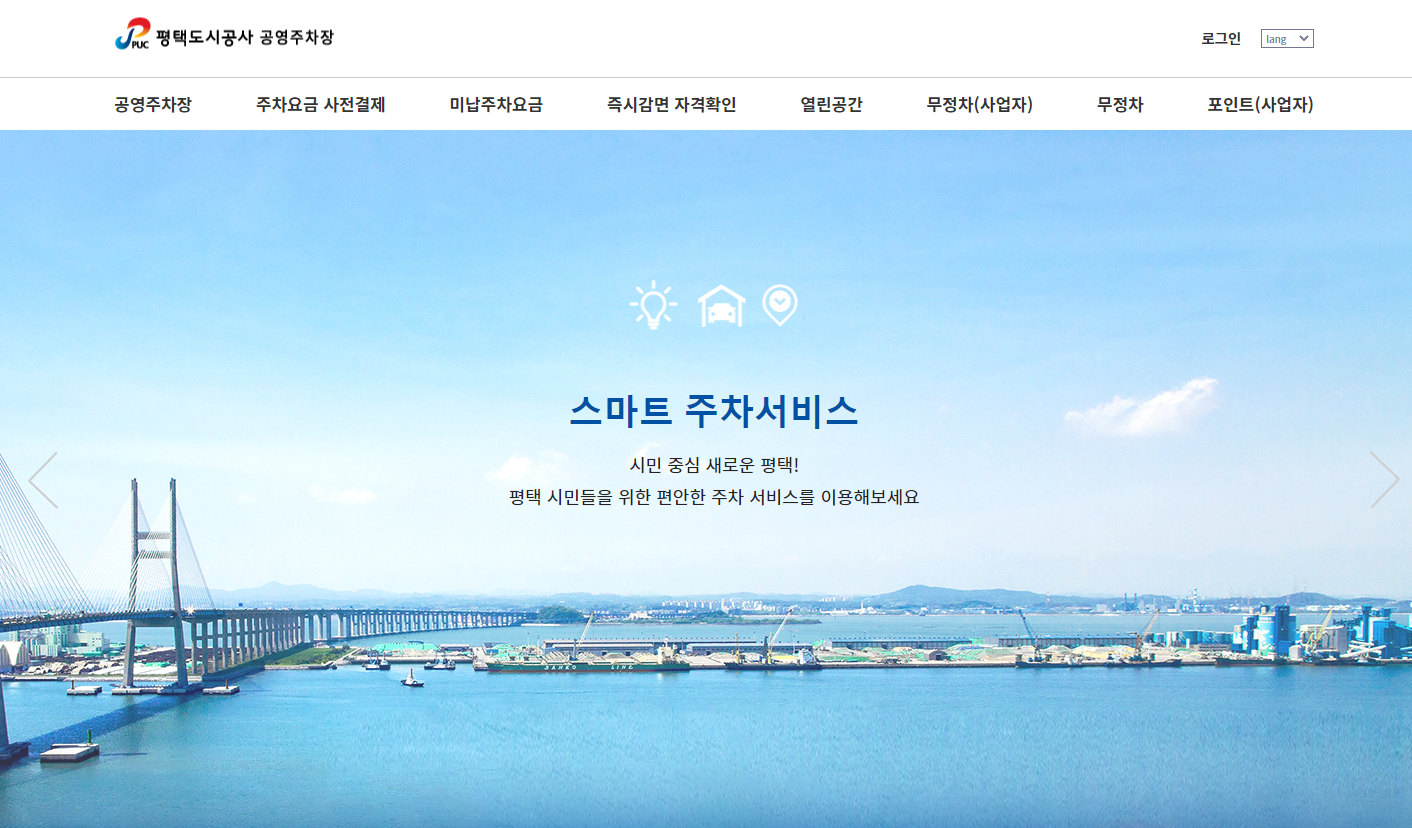 PUC 평택도시공사 공영주차장
로그인 lang
공영주차장 주차요금 사전결제 미납주차요금 즉시감면 자격확인 열린공간 무정차(사업자) 무정차 포인트(사업자)
스마트 주차서비스
시민 중심 새로운 평택!
평택 시민들을 위한 편안한 주차 서비스를 이용해보세요
SANKO LINE